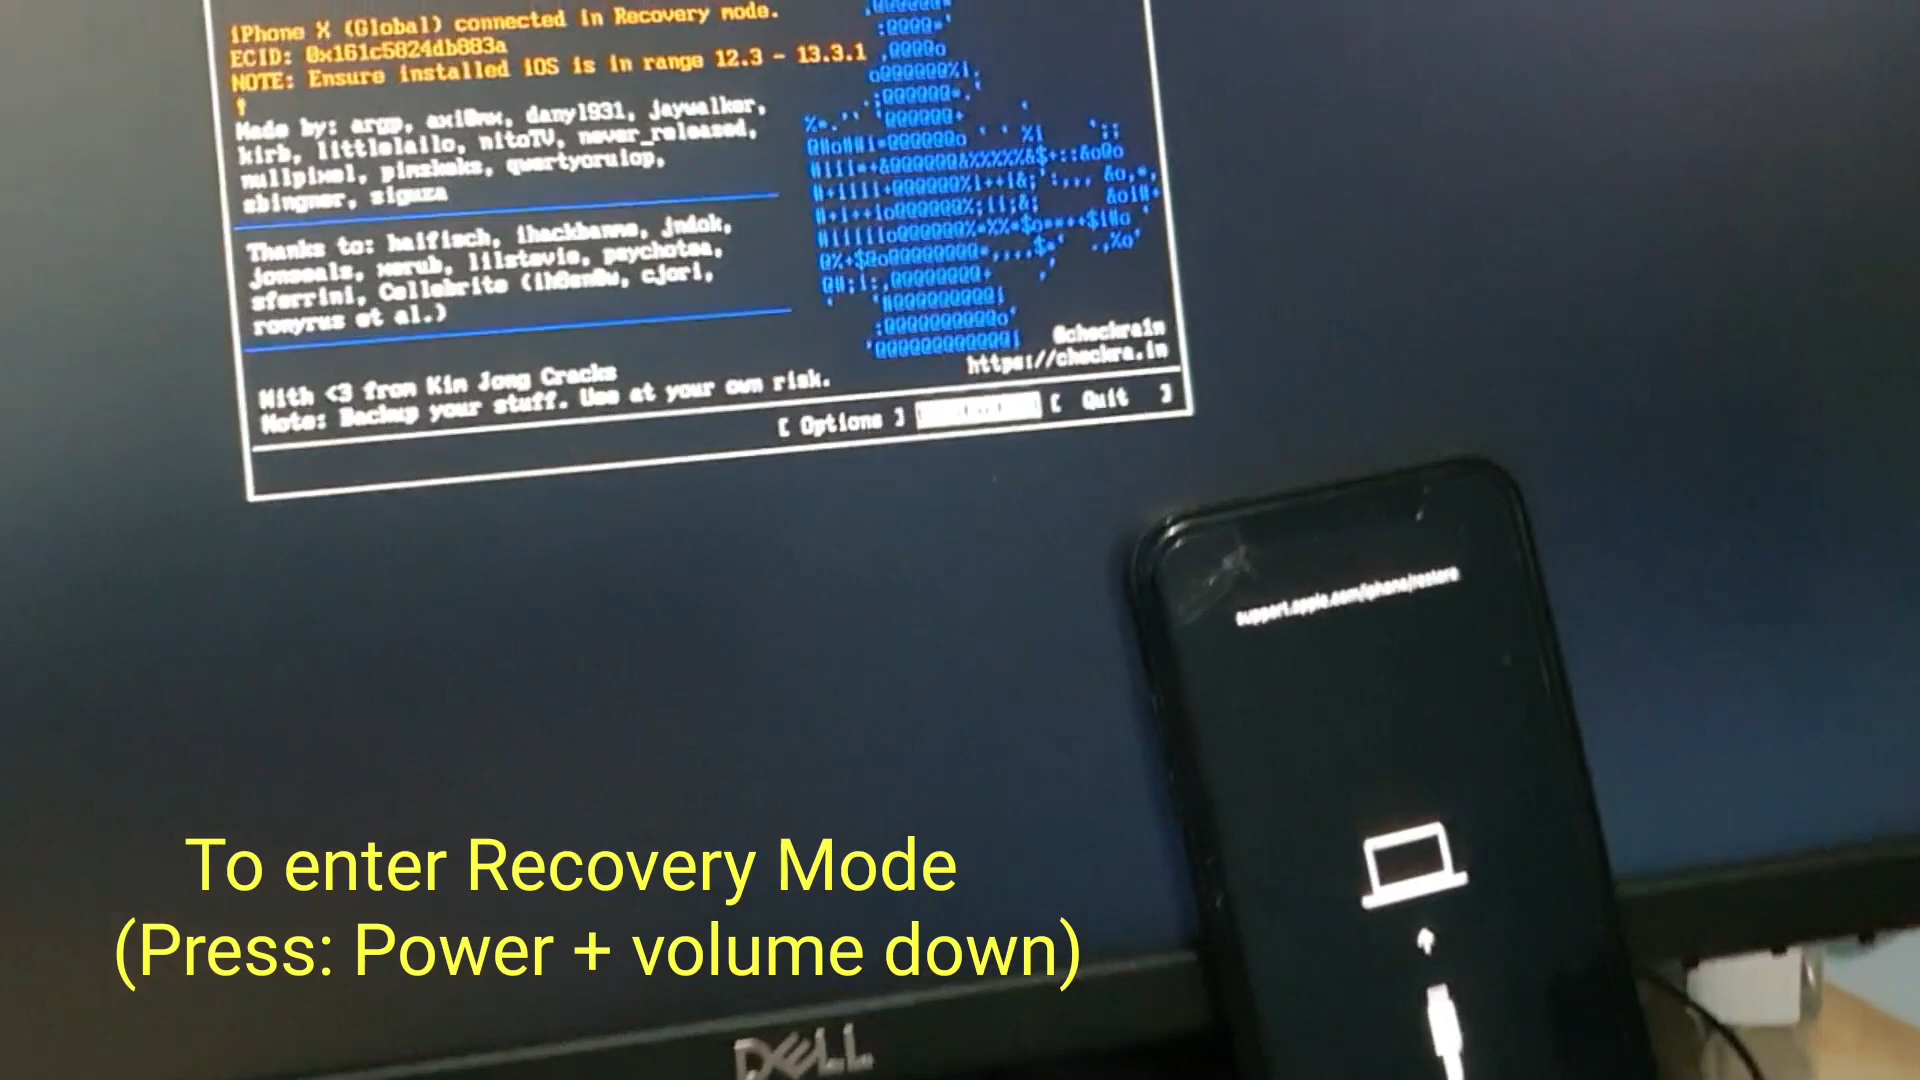 iPhone X (Global) connected in Recovery mode.
ECID: 0x161c5824db883a
NOTE: Ensure installed iOS is in range 12.3 - 13.3.1
!
Made by: argp, axi0mx, danyl931, jaywalker,
kirb, littlelailo, nitoTV, never_released,
nullpixel, pimskeks, qwertyoruiop,
sbingner, siguza
Thanks to: haifisch, ihackbanme, jndok,
jonseals, xerub, lilstevie, psychotea,
sferrini, Cellebrite (ih8sn0w, cjori,
ronyrus et al.)
@checkra1n
https://checkra.in
With <3 from Kim Jong Cracks
Note: Backup your stuff. Use at your own risk.
[ Options ] [ Quit ]
support.apple.com/iphone/restore
To enter Recovery Mode
(Press: Power + volume down)
DELL